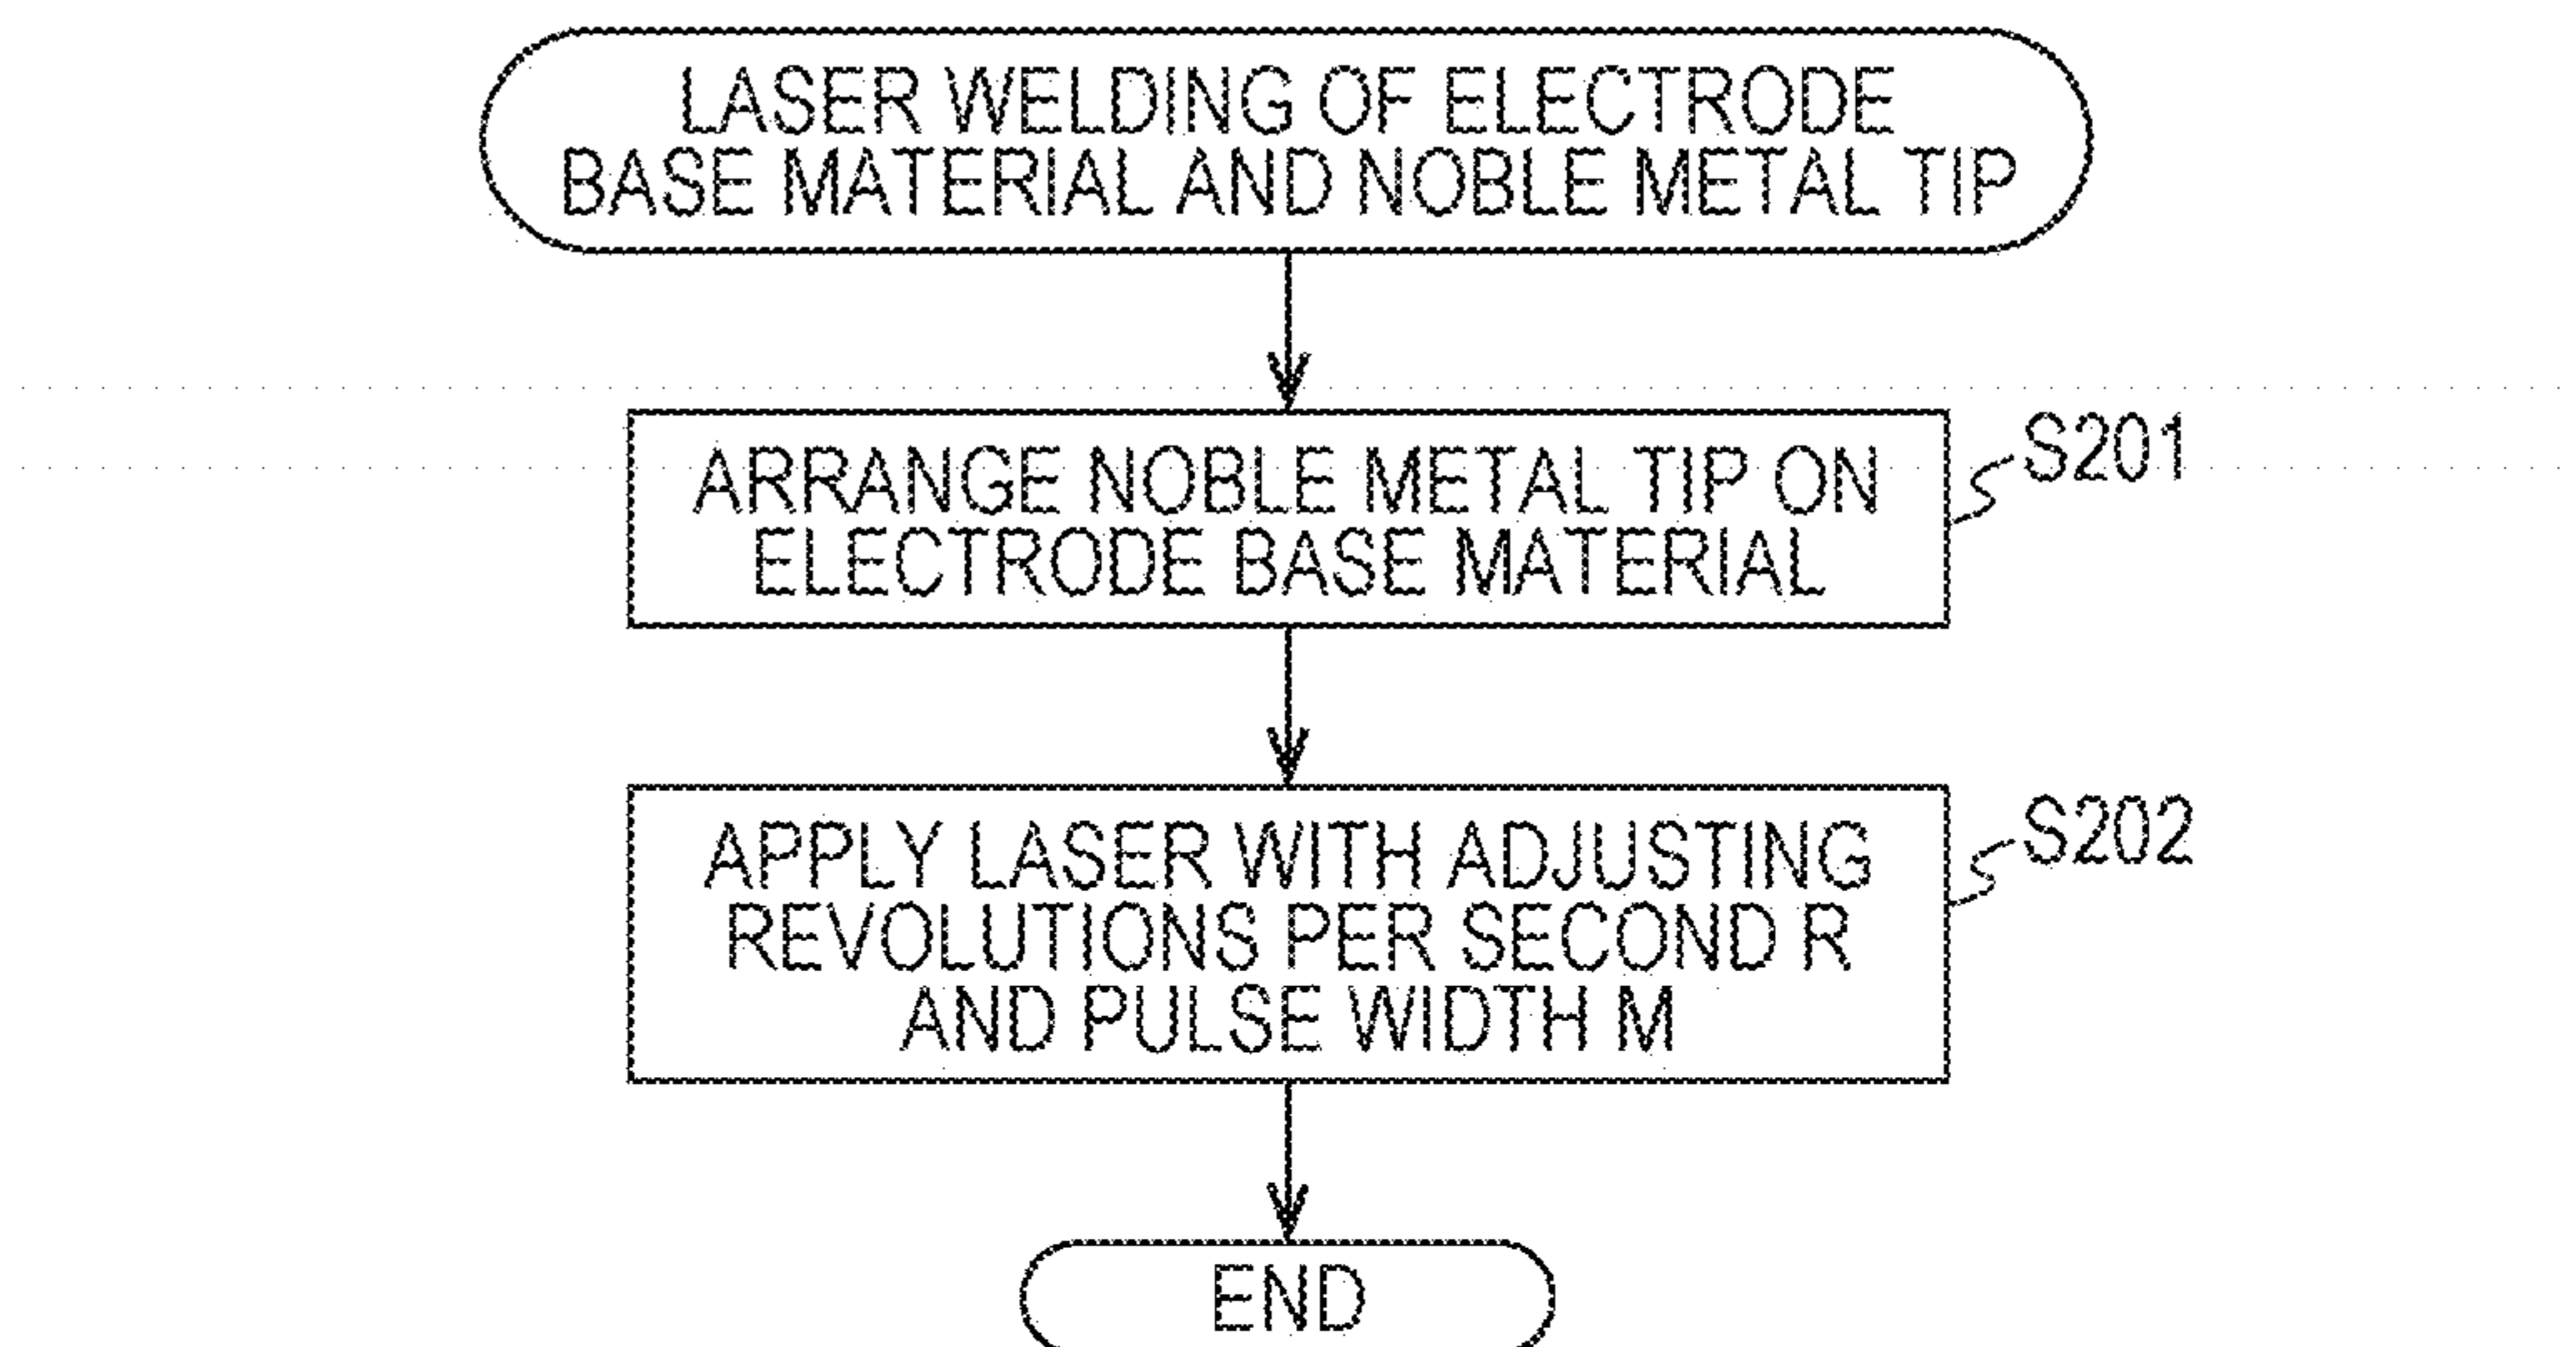 LASER WELDING OF ELECTRODE
BASE MATERIAL AND NOBLE METAL TIP
ARRANGE NOBLE METAL TIP ON
ELECTRODE BASE MATERIAL
S201
APPLY LASER WITH ADJUSTING
REVOLUTIONS PER SECOND R
AND PULSE WIDTH M
S202
END